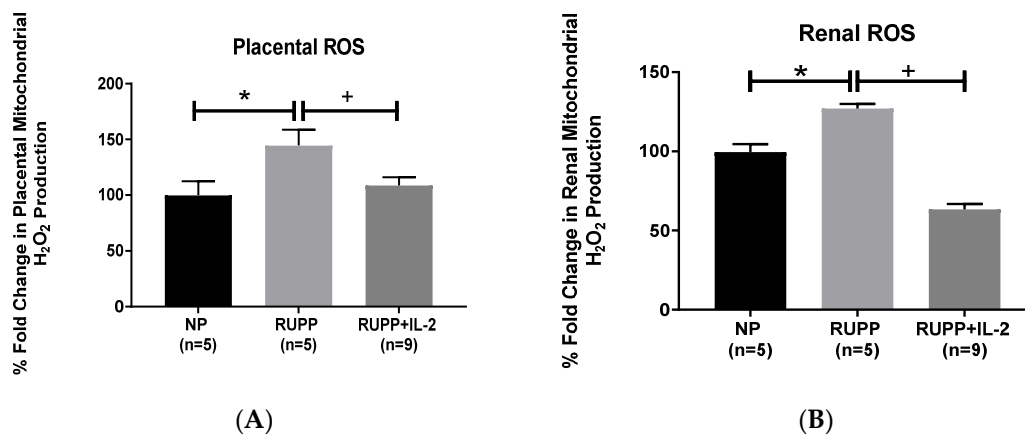 Placental ROS
% Fold Change in Placental Mitochondrial
H₂O₂ Production
200
150
100
50
0
* +
NP RUPP RUPP+IL-2
(n=5) (n=5) (n=9)
(A)
Renal ROS
% Fold Change in Renal Mitochondrial
H₂O₂ Production
150
100
50
0
* +
NP RUPP RUPP+IL-2
(n=5) (n=5) (n=9)
(B)